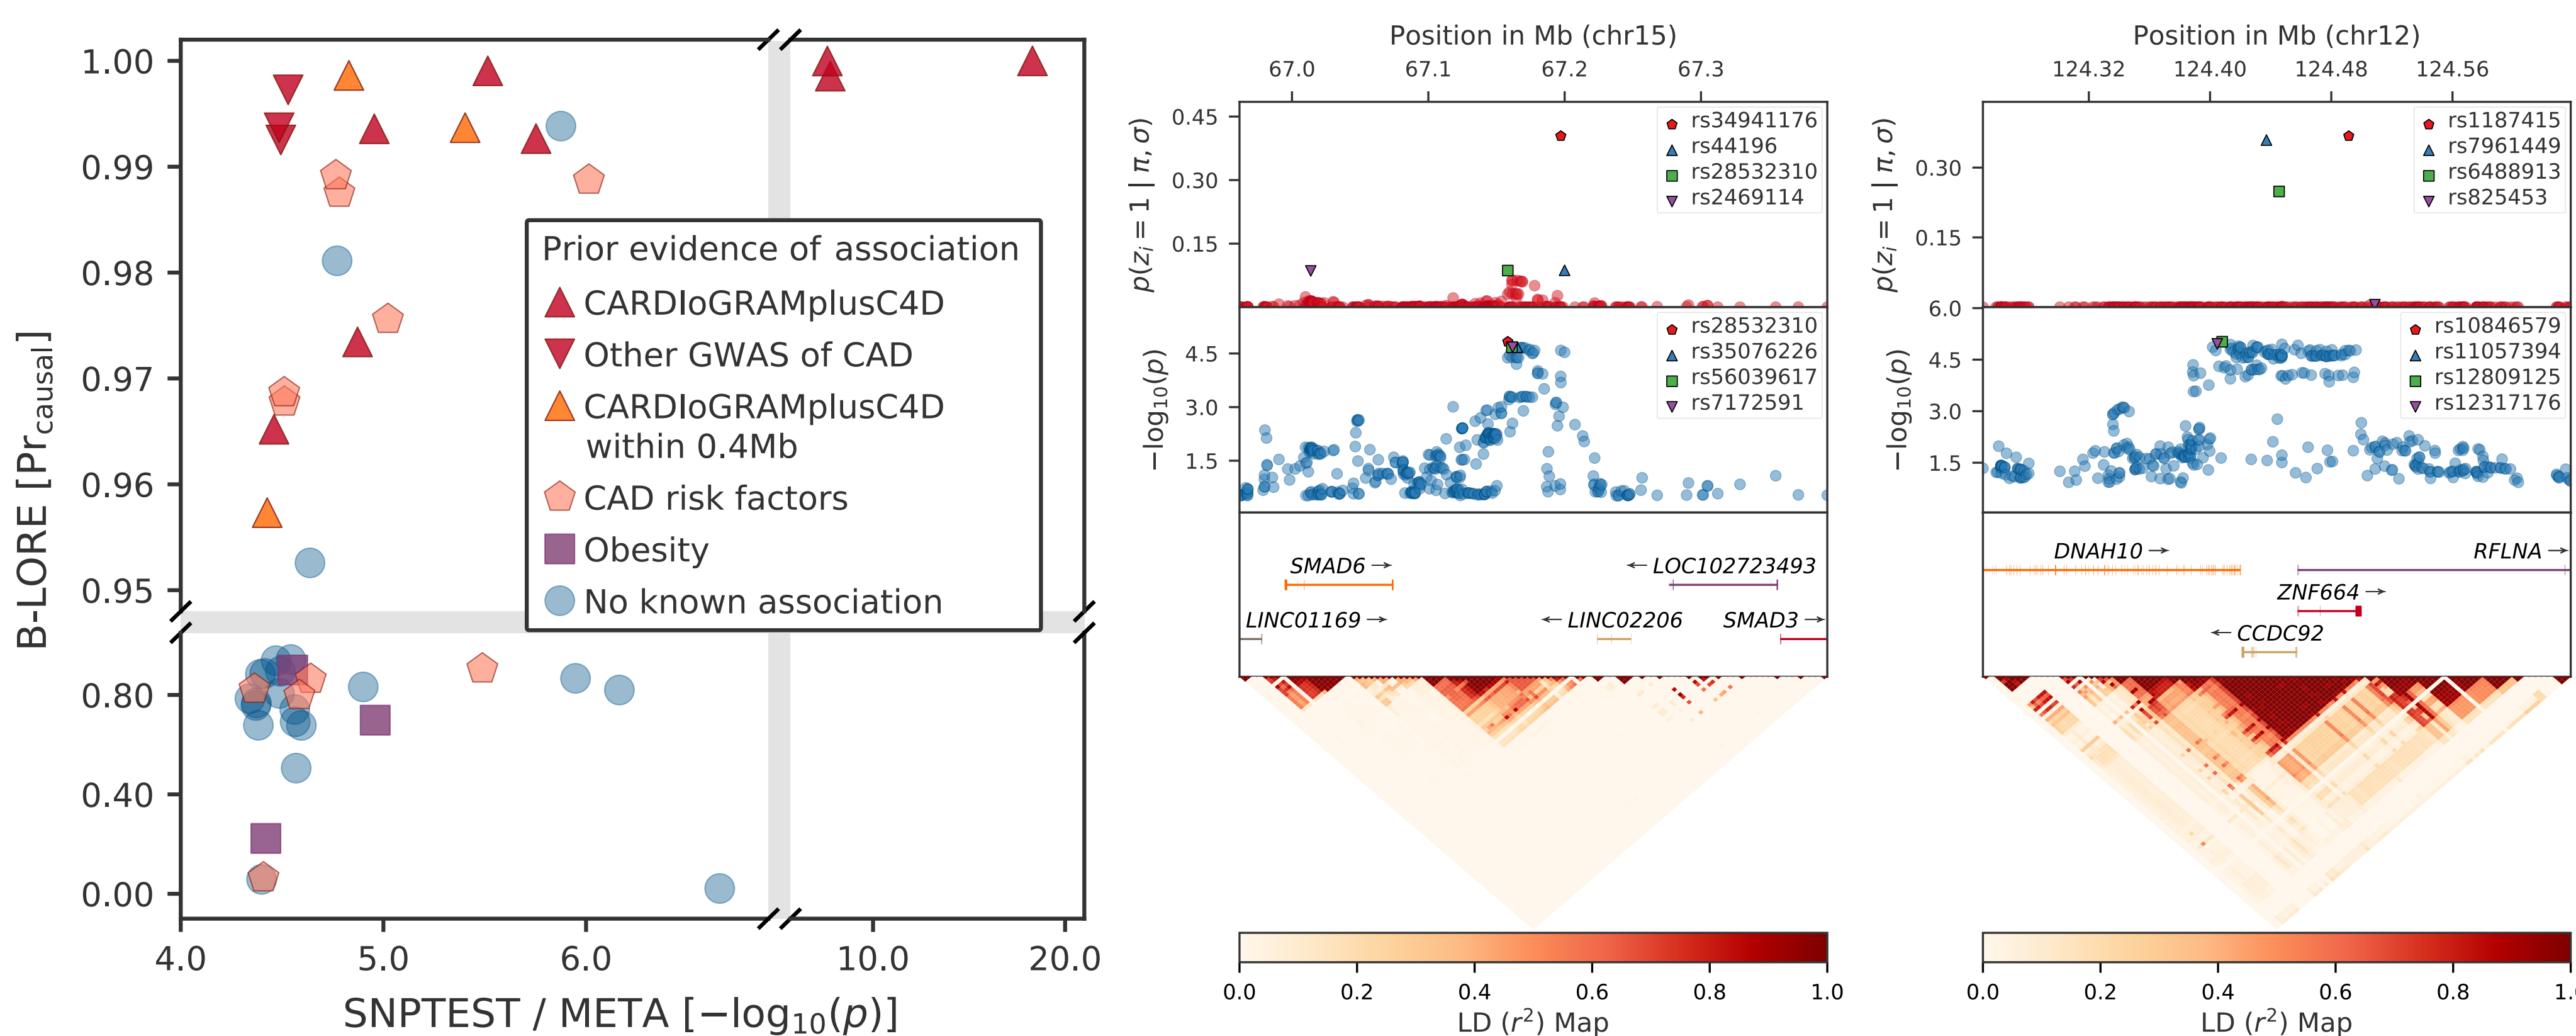 B-LORE [Pr_causal]
1.00
0.99
0.98
0.97
0.96
0.95
0.80
0.40
0.00
4.0 5.0 6.0 10.0 20.0
SNPTEST / META [−log10(p)]
Prior evidence of association
CARDIoGRAMplusC4D
Other GWAS of CAD
CARDIoGRAMplusC4D
within 0.4Mb
CAD risk factors
Obesity
No known association
Position in Mb (chr15)
67.0 67.1 67.2 67.3
p(z_i = 1 | π, σ)
0.45
0.30
0.15
rs34941176
rs44196
rs28532310
rs2469114
−log10(p)
4.5
3.0
1.5
rs28532310
rs35076226
rs56039617
rs7172591
SMAD6 →
← LOC102723493
LINC01169 →
← LINC02206
SMAD3 →
0.0 0.2 0.4 0.6 0.8 1.0
LD (r²) Map
Position in Mb (chr12)
124.32 124.40 124.48 124.56
p(z_i = 1 | π, σ)
0.30
0.15
rs1187415
rs7961449
rs6488913
rs825453
−log10(p)
6.0
4.5
3.0
1.5
rs10846579
rs11057394
rs12809125
rs12317176
DNAH10 →
RFLNA →
ZNF664 →
← CCDC92
0.0 0.2 0.4 0.6 0.8 1.
LD (r²) Map